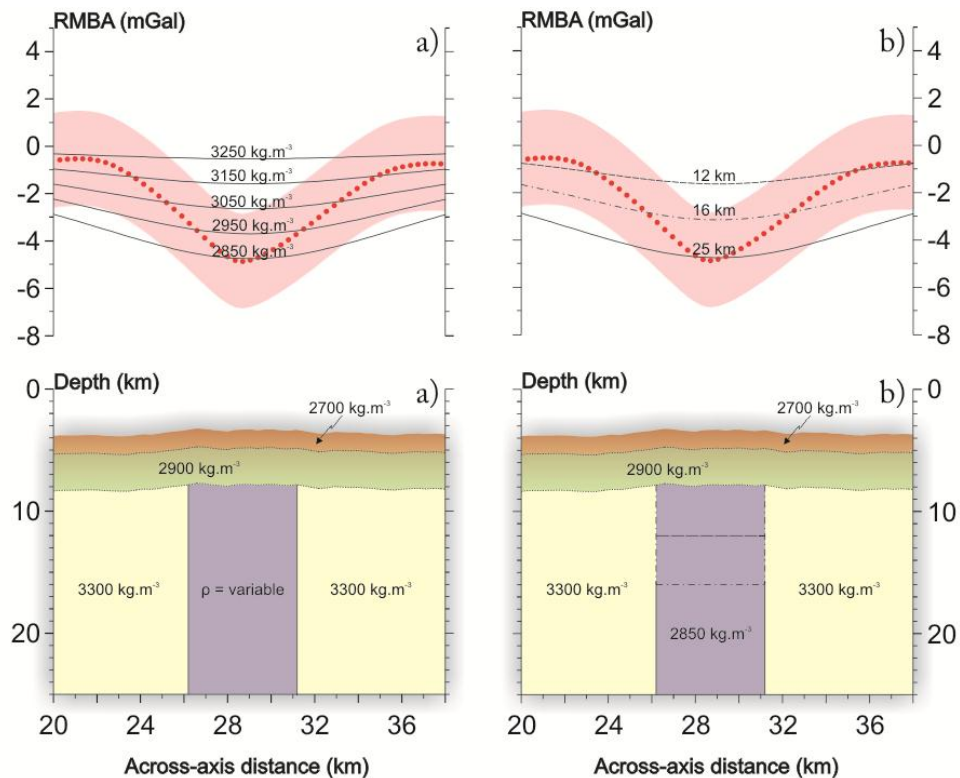 RMBA (mGal)
a)
4
2
0
-2
-4
-6
-8
3250 kg.m⁻³
3150 kg.m⁻³
3050 kg.m⁻³
2950 kg.m⁻³
2850 kg.m⁻³
RMBA (mGal)
b)
4
2
0
-2
-4
-6
-8
12 km
16 km
25 km
Depth (km)
a)
0
10
20
2700 kg.m⁻³
2900 kg.m⁻³
3300 kg.m⁻³
ρ = variable
3300 kg.m⁻³
20
24
28
32
36
Across-axis distance (km)
Depth (km)
b)
0
10
20
2700 kg.m⁻³
2900 kg.m⁻³
3300 kg.m⁻³
3300 kg.m⁻³
2850 kg.m⁻³
20
24
28
32
36
Across-axis distance (km)